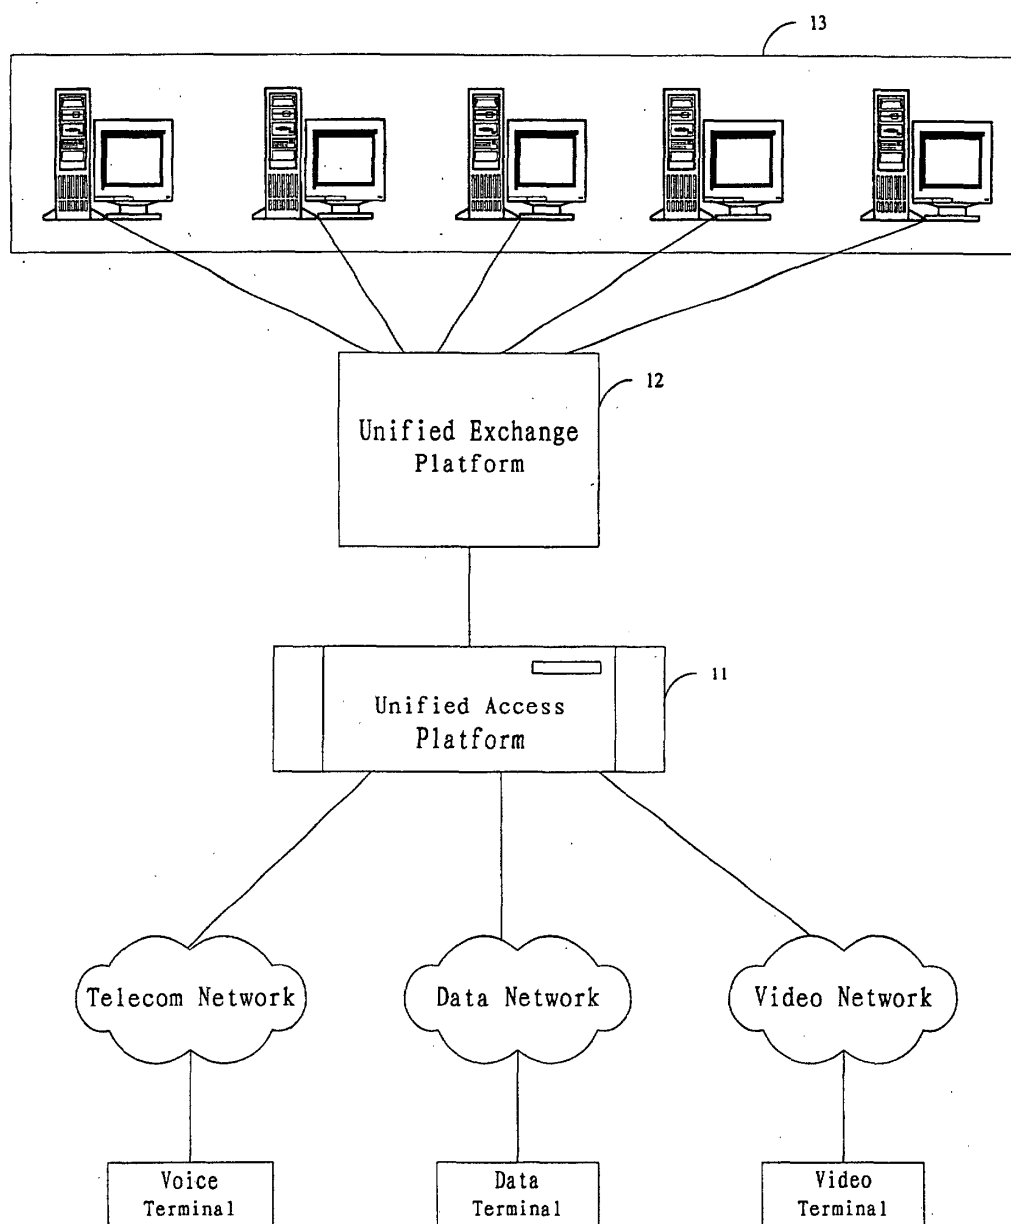 13
12
Unified Exchange
Platform
11
Unified Access
Platform
Telecom Network
Data Network
Video Network
Voice
Terminal
Data
Terminal
Video
Terminal